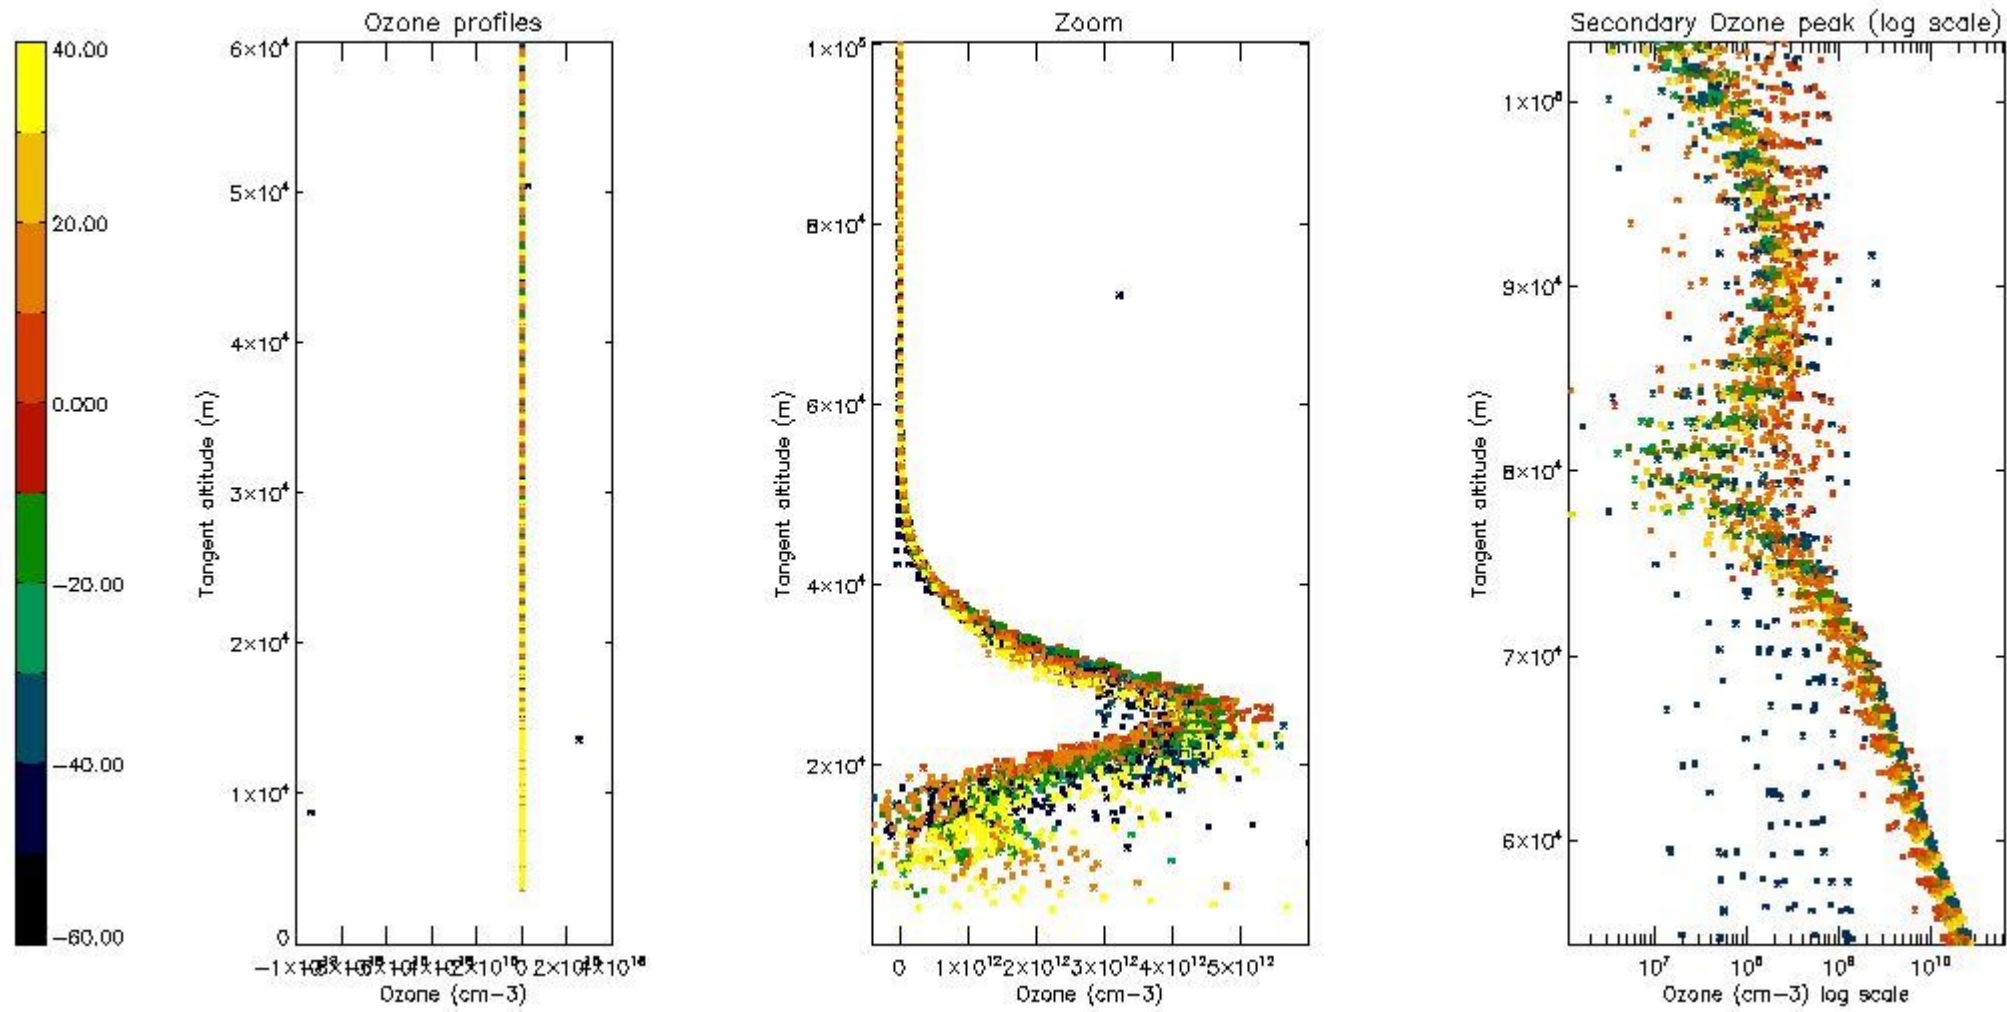 Ozone profiles
Zoom
Secondary Ozone peak (log scale)
40.00
20.00
0.000
−20.00
−40.00
−60.00
6×10⁴
5×10⁴
4×10⁴
3×10⁴
2×10⁴
1×10⁴
0
Tangent altitude (m)
0 2×10¹⁶
Ozone (cm−3)
1×10⁵
8×10⁴
6×10⁴
4×10⁴
2×10⁴
Tangent altitude (m)
0 1×10¹² 2×10¹² 3×10¹² 4×10¹² 5×10¹²
Ozone (cm−3)
1×10⁵
9×10⁴
8×10⁴
7×10⁴
6×10⁴
Tangent altitude (m)
10⁷ 10⁸ 10⁹ 10¹⁰
Ozone (cm−3) log scale